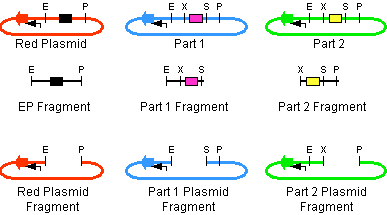 E P E X S P E X S P
Red Plasmid Part 1 Part 2
E P E X S X S P
EP Fragment Part 1 Fragment Part 2 Fragment
E P E S P E X P
Red Plasmid Part 1 Plasmid Part 2 Plasmid
Fragment Fragment Fragment